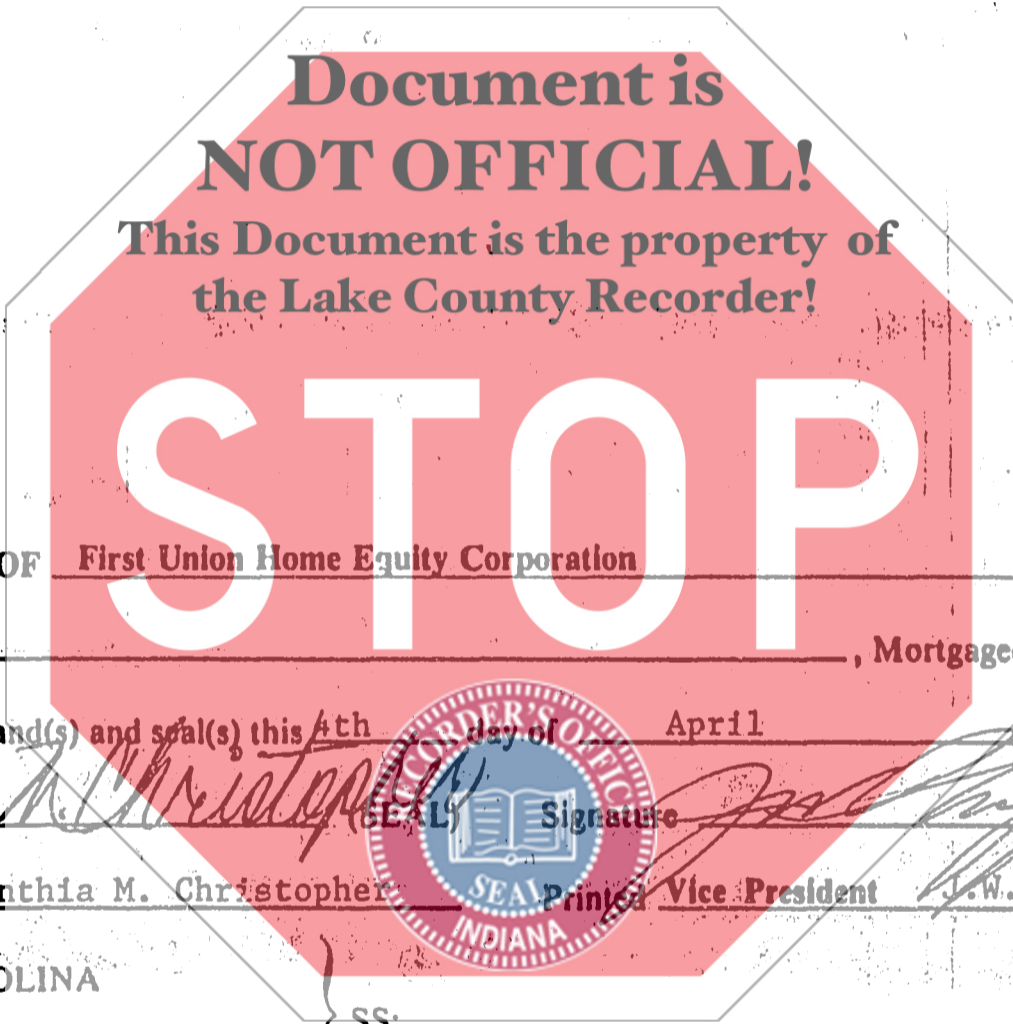 Document is
NOT OFFICIAL!
This Document is the property of
the Lake County Recorder!
STOP
OF First Union Home Equity Corporation
, Mortgage
and(s) and seal(s) this 4th day of April
M Christopher (SEAL) Signature
nthia M. Christopher Printed Vice President J.W.
RECORDER'S OFFICE
SEAL
INDIANA
OLINA
SS: